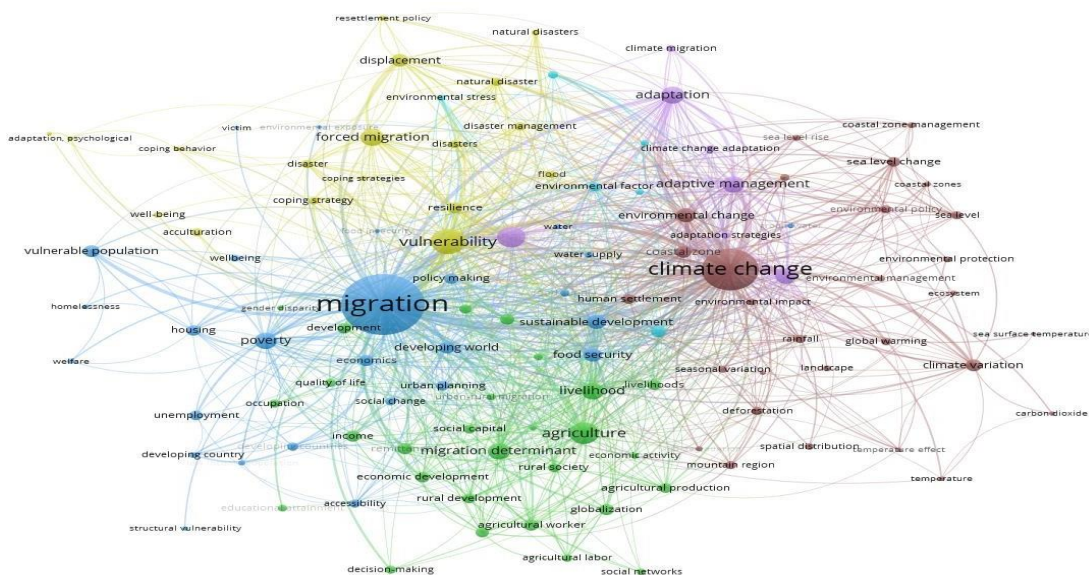 resettlement policy
natural disasters
climate migration
displacement
natural disaster
environmental stress
adaptation
adaptation, psychological
victim
environmental exposure
disaster management
sea level rise
coastal zone management
forced migration
coping behavior
disasters
climate change adaptation
disaster
sea level change
coping strategies
flood
environmental factor
adaptive management
coastal zones
coping strategy
resilience
environmental change
environmental policy
well-being
sea level
acculturation
food insecurity
water
adaptation strategies
vulnerability
vulnerable population
wellbeing
water supply
coastal zone
environmental protection
policy making
climate change
environmental management
homelessness
gender disparity
migration
human settlement
environmental impact
ecosystem
housing
development
sustainable development
sea surface temperature
poverty
developing world
rainfall
global warming
welfare
economics
food security
seasonal variation
landscape
climate variation
quality of life
urban planning
livelihood
livelihoods
occupation
social change
urban-rural migration
unemployment
deforestation
carbon dioxide
social capital
income
agriculture
developing countries
developing country
migration determinant
economic activity
spatial distribution
temperature effect
rural society
mountain region
economic development
temperature
accessibility
rural development
agricultural production
educational attainment
globalization
structural vulnerability
agricultural worker
agricultural labor
decision-making
social networks